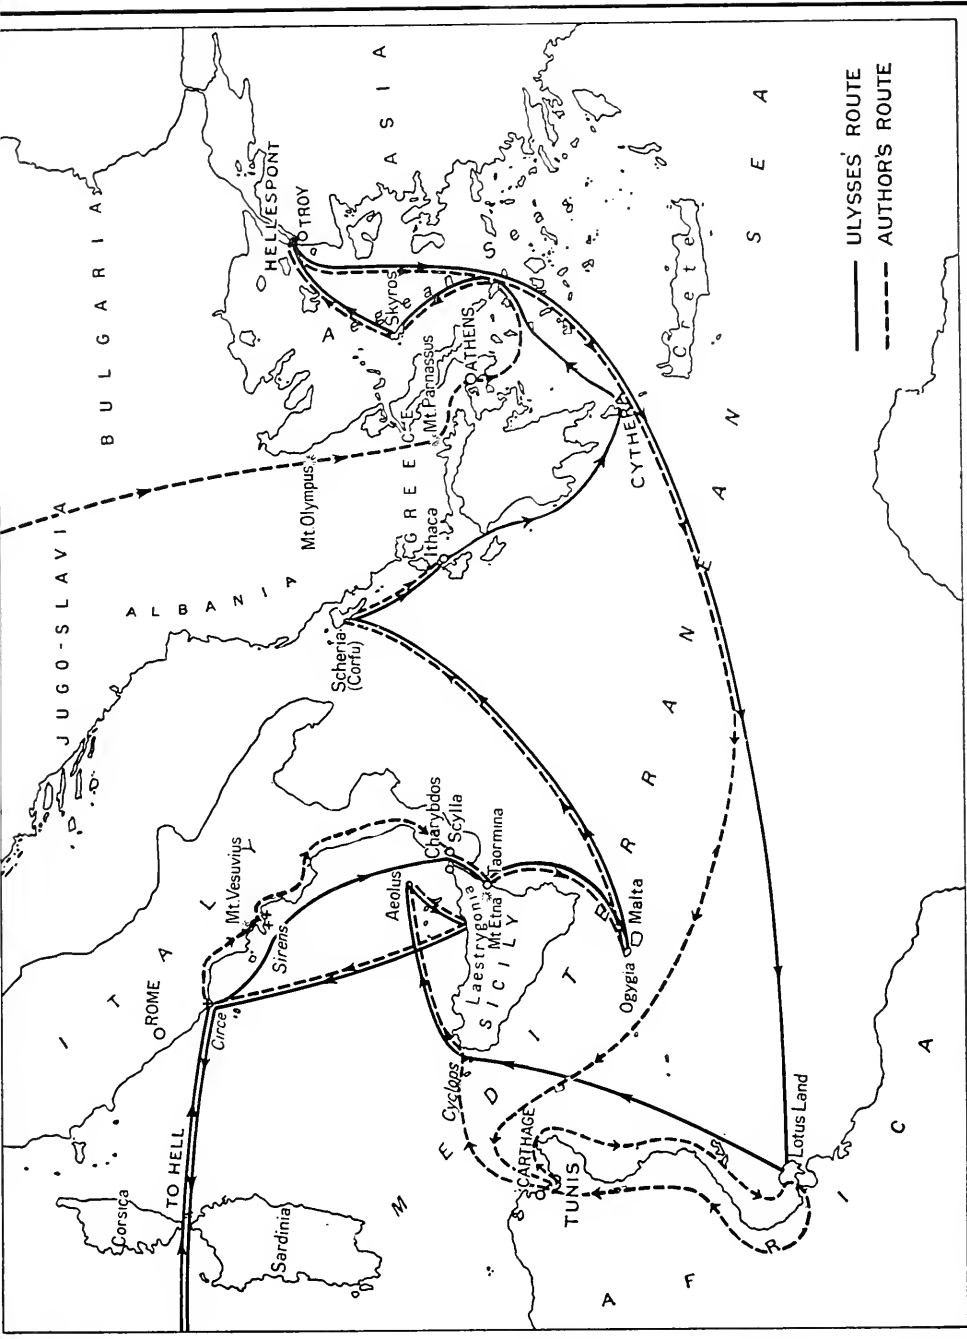 JUGO-SLAVIA
BULGARIA
ALBANIA
HELLESPONT
TROY
ASIA
Mt. Olympus
GREECE
Skyros
Aegean Sea
Mt Parnassus
ATHENS
Ithaca
Scheria
(Corfu)
CYTHERA
Crete
ITALY
ROME
Mt. Vesuvius
Circe
Sirens
Aeolus
Charybdos
Scylla
Taormina
Laestrygonia
Mt Etna
SICILY
Cyclops
Ogygia
Malta
TO HELL
Corsica
Sardinia
CARTHAGE
TUNIS
Lotus Land
MEDITERRANEAN SEA
AFRICA
ULYSSES' ROUTE
AUTHOR'S ROUTE